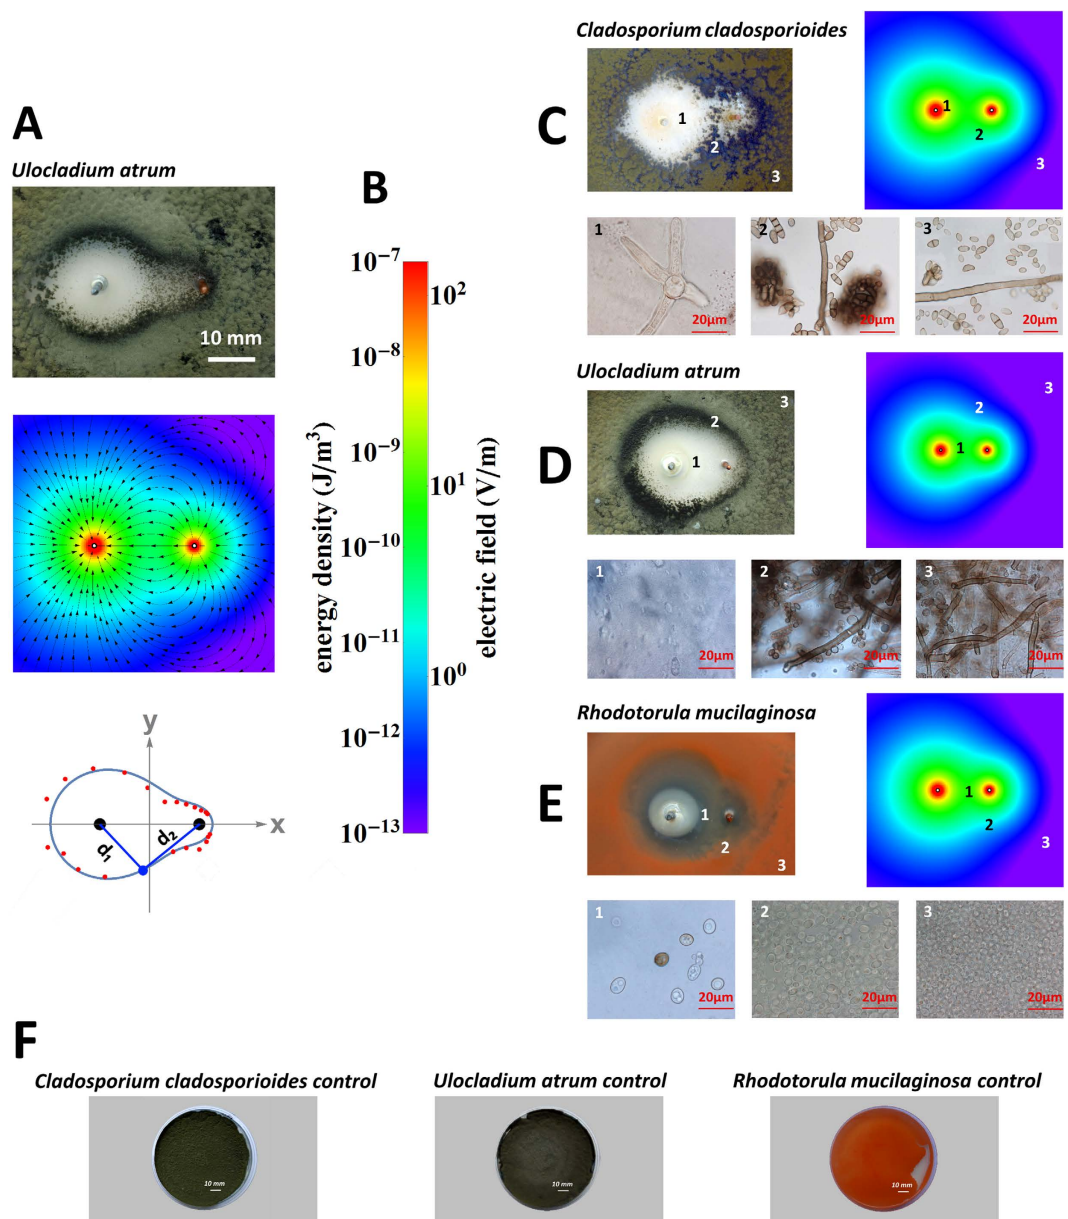 A
Ulocladium atrum
10 mm
y
x
d₁
d₂
B
10⁻⁷
10⁻⁸
10⁻⁹
10⁻¹⁰
10⁻¹¹
10⁻¹²
10⁻¹³
energy density (J/m³)
10²
10¹
10⁰
electric field (V/m)
C
Cladosporium cladosporioides
1
2
3
1
2
3
1
20µm
2
20µm
3
20µm
D
Ulocladium atrum
1
2
3
1
2
3
1
20µm
2
20µm
3
20µm
E
Rhodotorula mucilaginosa
1
2
3
1
2
3
1
20µm
2
20µm
3
20µm
F
Cladosporium cladosporioides control
10 mm
Ulocladium atrum control
10 mm
Rhodotorula mucilaginosa control
10 mm